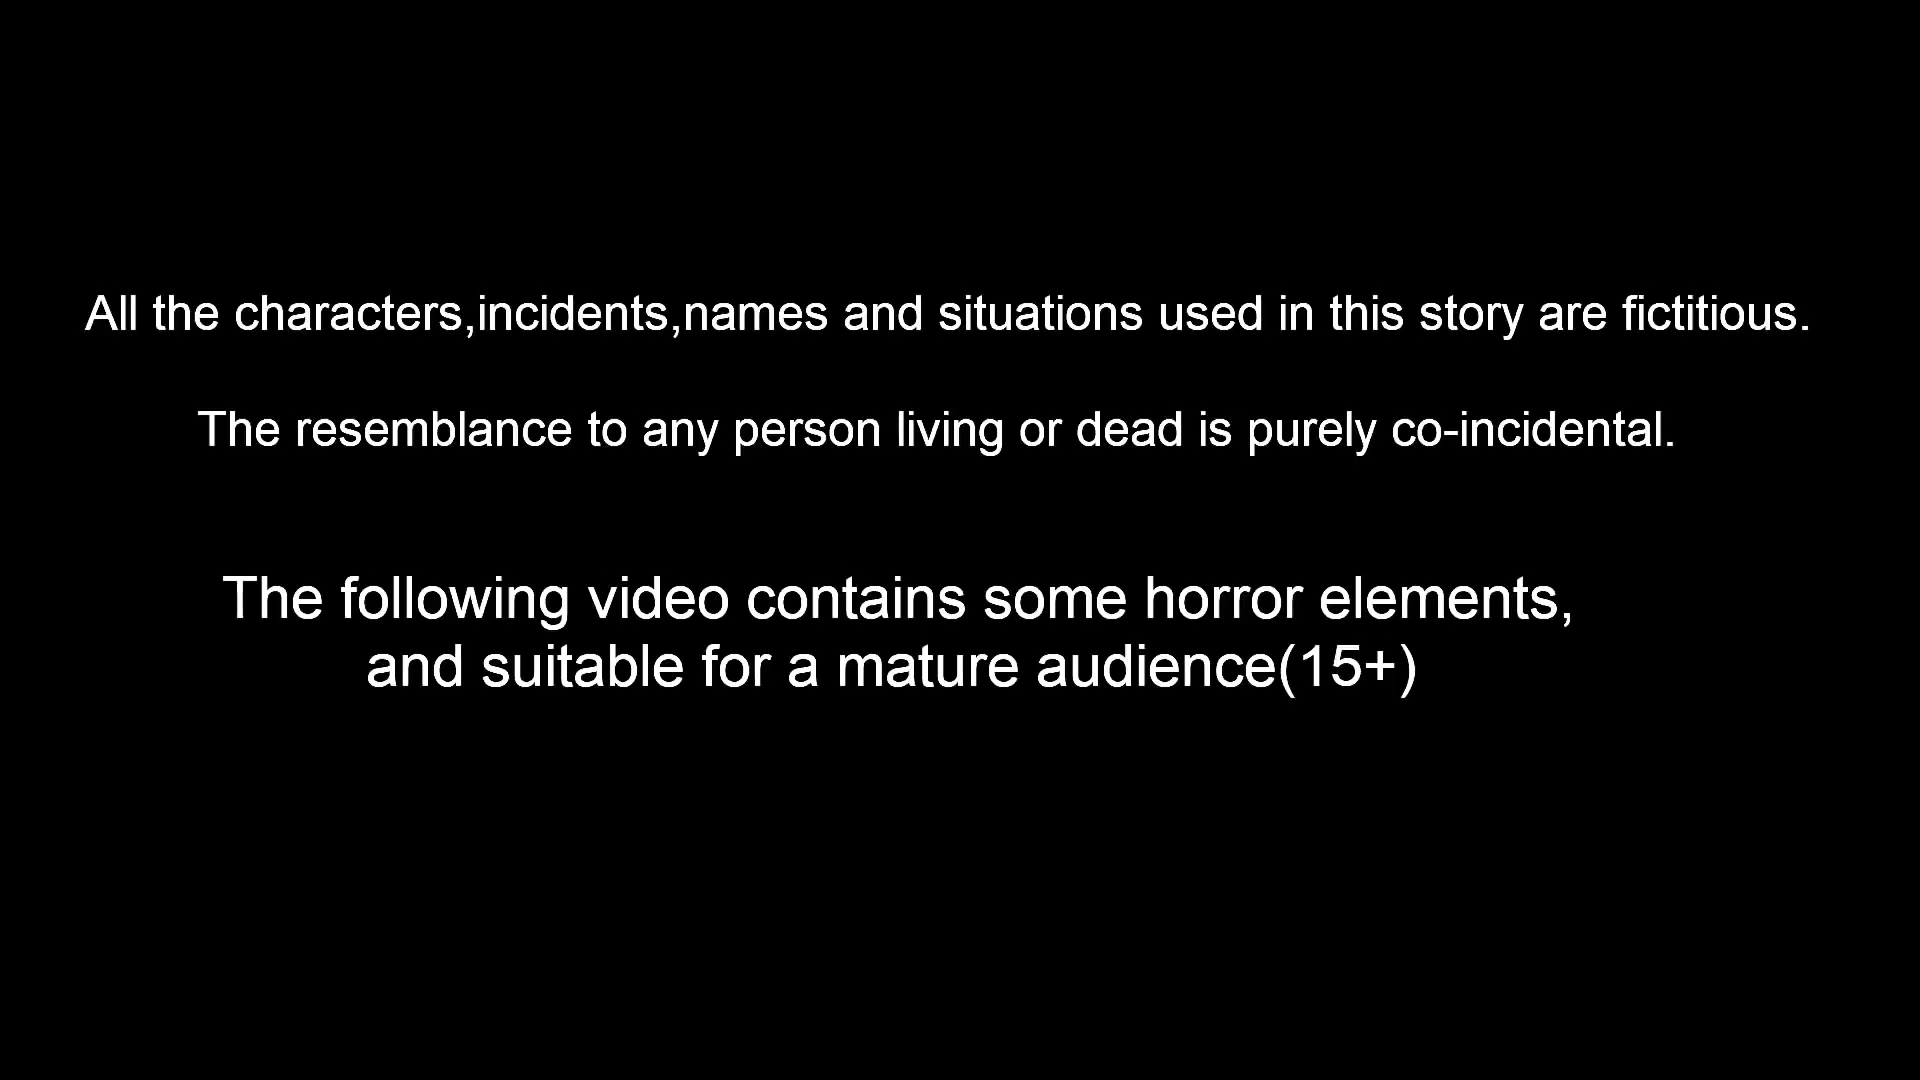 All the characters,incidents,names and situations used in this story are fictitious.
The resemblance to any person living or dead is purely co-incidental.
The following video contains some horror elements,
and suitable for a mature audience(15+)